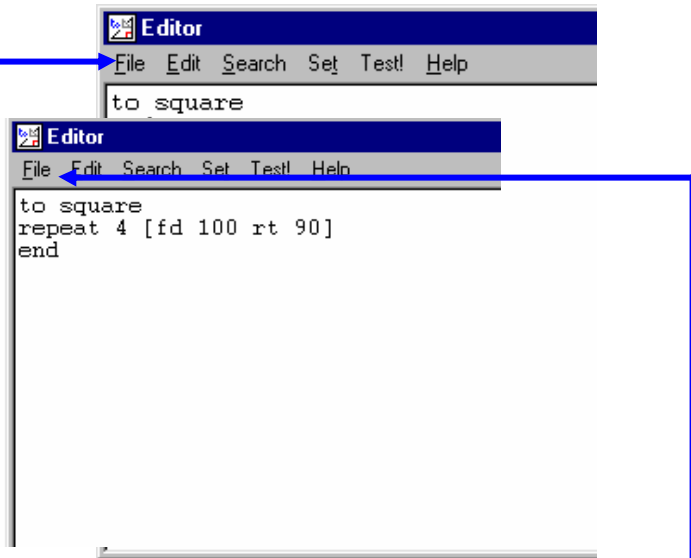 Editor
File Edit Search Set Test! Help
to square
Editor
File Edit Search Set Test! Help
to square
repeat 4 [fd 100 rt 90]
end